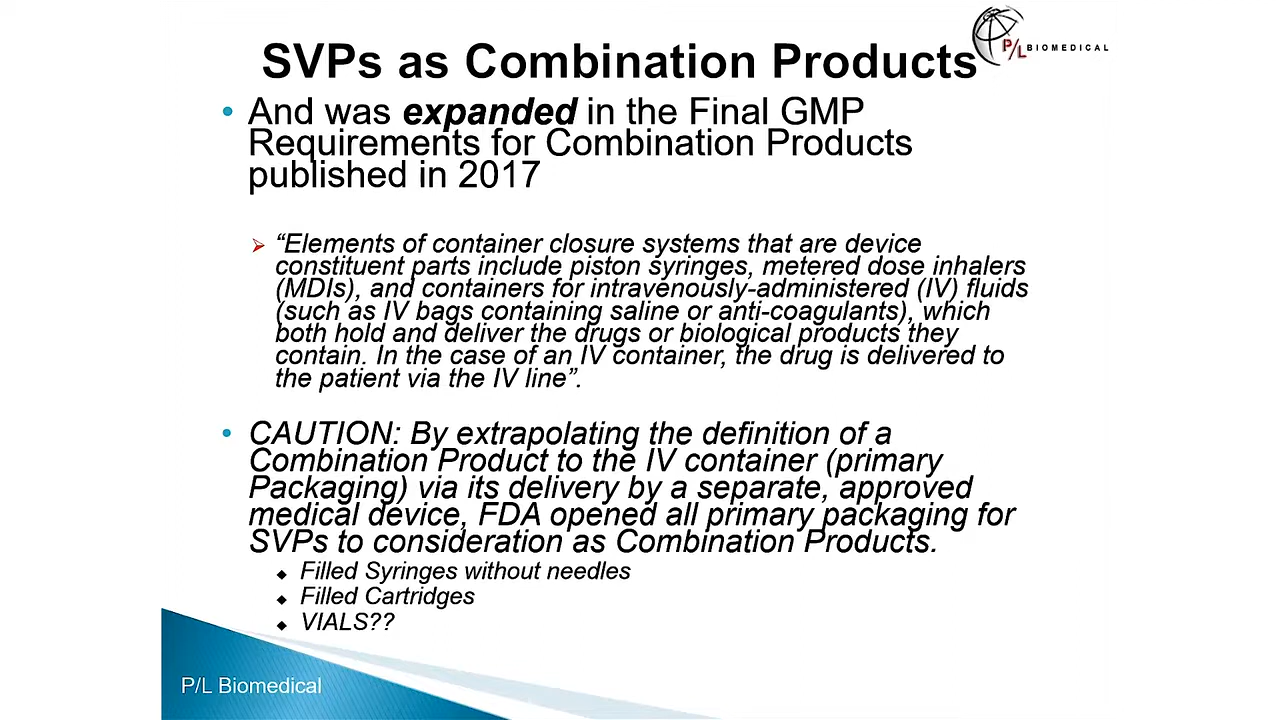 SVPs as Combination Products
P/L BIOMEDICAL
• And was expanded in the Final GMP
Requirements for Combination Products
published in 2017
➢ “Elements of container closure systems that are device
constituent parts include piston syringes, metered dose inhalers
(MDIs), and containers for intravenously-administered (IV) fluids
(such as IV bags containing saline or anti-coagulants), which
both hold and deliver the drugs or biological products they
contain. In the case of an IV container, the drug is delivered to
the patient via the IV line”.
• CAUTION: By extrapolating the definition of a
Combination Product to the IV container (primary
Packaging) via its delivery by a separate, approved
medical device, FDA opened all primary packaging for
SVPs to consideration as Combination Products.
◆ Filled Syringes without needles
◆ Filled Cartridges
◆ VIALS??
P/L Biomedical